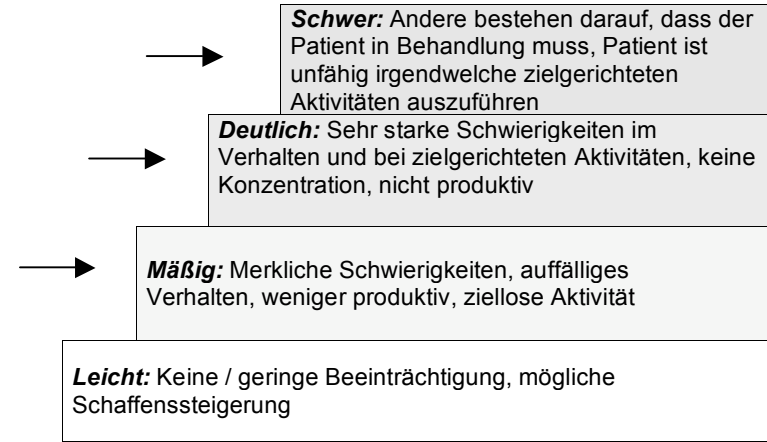 Schwer: Andere bestehen darauf, dass der
Patient in Behandlung muss, Patient ist
unfähig irgendwelche zielgerichteten
Aktivitäten auszuführen
Deutlich: Sehr starke Schwierigkeiten im
Verhalten und bei zielgerichteten Aktivitäten, keine
Konzentration, nicht produktiv
Mäßig: Merkliche Schwierigkeiten, auffälliges
Verhalten, weniger produktiv, ziellose Aktivität
Leicht: Keine / geringe Beeinträchtigung, mögliche
Schaffenssteigerung